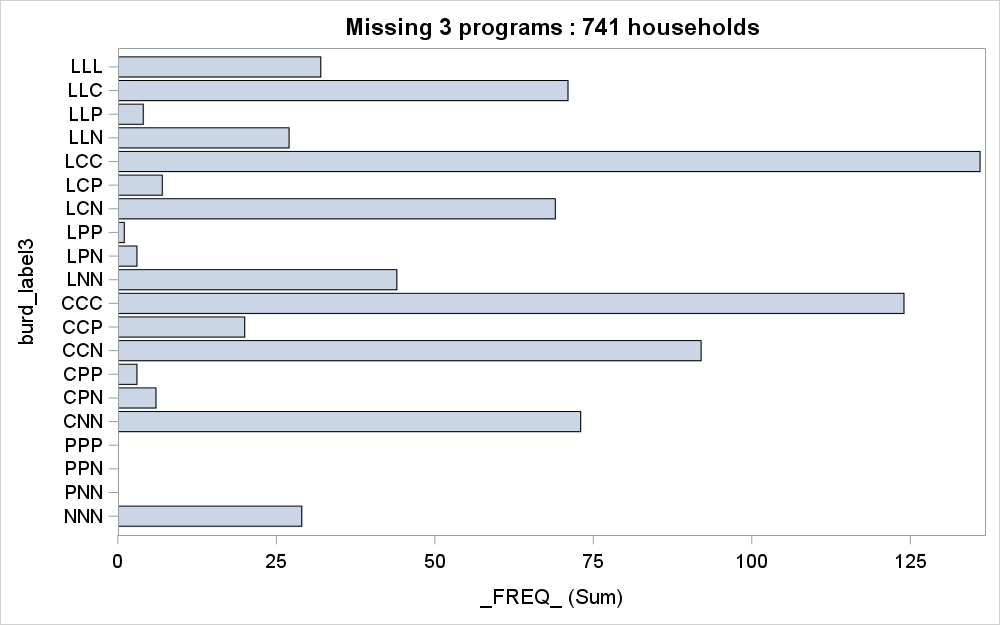 Missing 3 programs : 741 households
burd_label3
LLL
LLC
LLP
LLN
LCC
LCP
LCN
LPP
LPN
LNN
CCC
CCP
CCN
CPP
CPN
CNN
PPP
PPN
PNN
NNN
0 25 50 75 100 125
_FREQ_ (Sum)